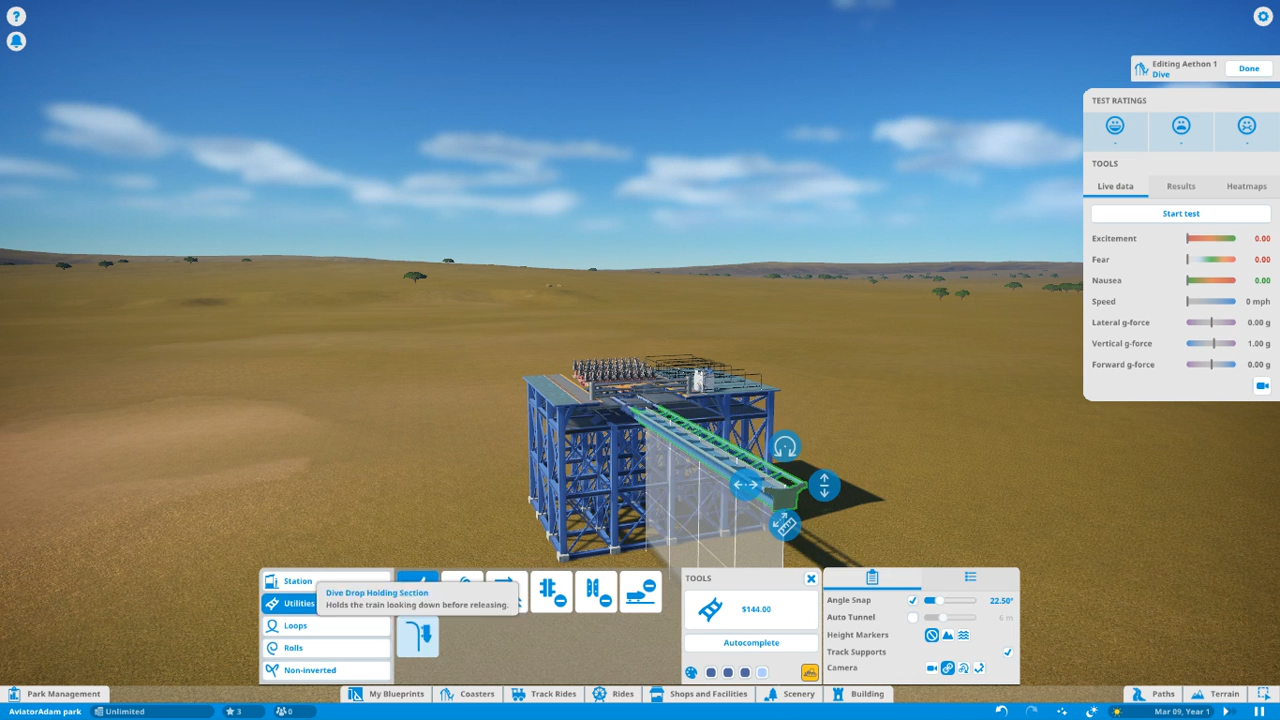 ?
Editing Aethon 1
Dive
Done
TEST RATINGS
- - -
TOOLS
Live data Results Heatmaps
Start test
Excitement 0.00
Fear 0.00
Nausea 0.00
Speed 0 mph
Lateral g-force 0.00 g
Vertical g-force 1.00 g
Forward g-force 0.00 g
Station
Utilities
Loops
Rolls
Non-inverted
Dive Drop Holding Section
Holds the train looking down before releasing.
TOOLS
$144.00
Autocomplete
Angle Snap 22.50°
Auto Tunnel 6 m
Height Markers
Track Supports
Camera
Park Management My Blueprints Coasters Track Rides Rides Shops and Facilities Scenery Building Paths Terrain
AviatorAdam park Unlimited 3 0 Mar 09, Year 1